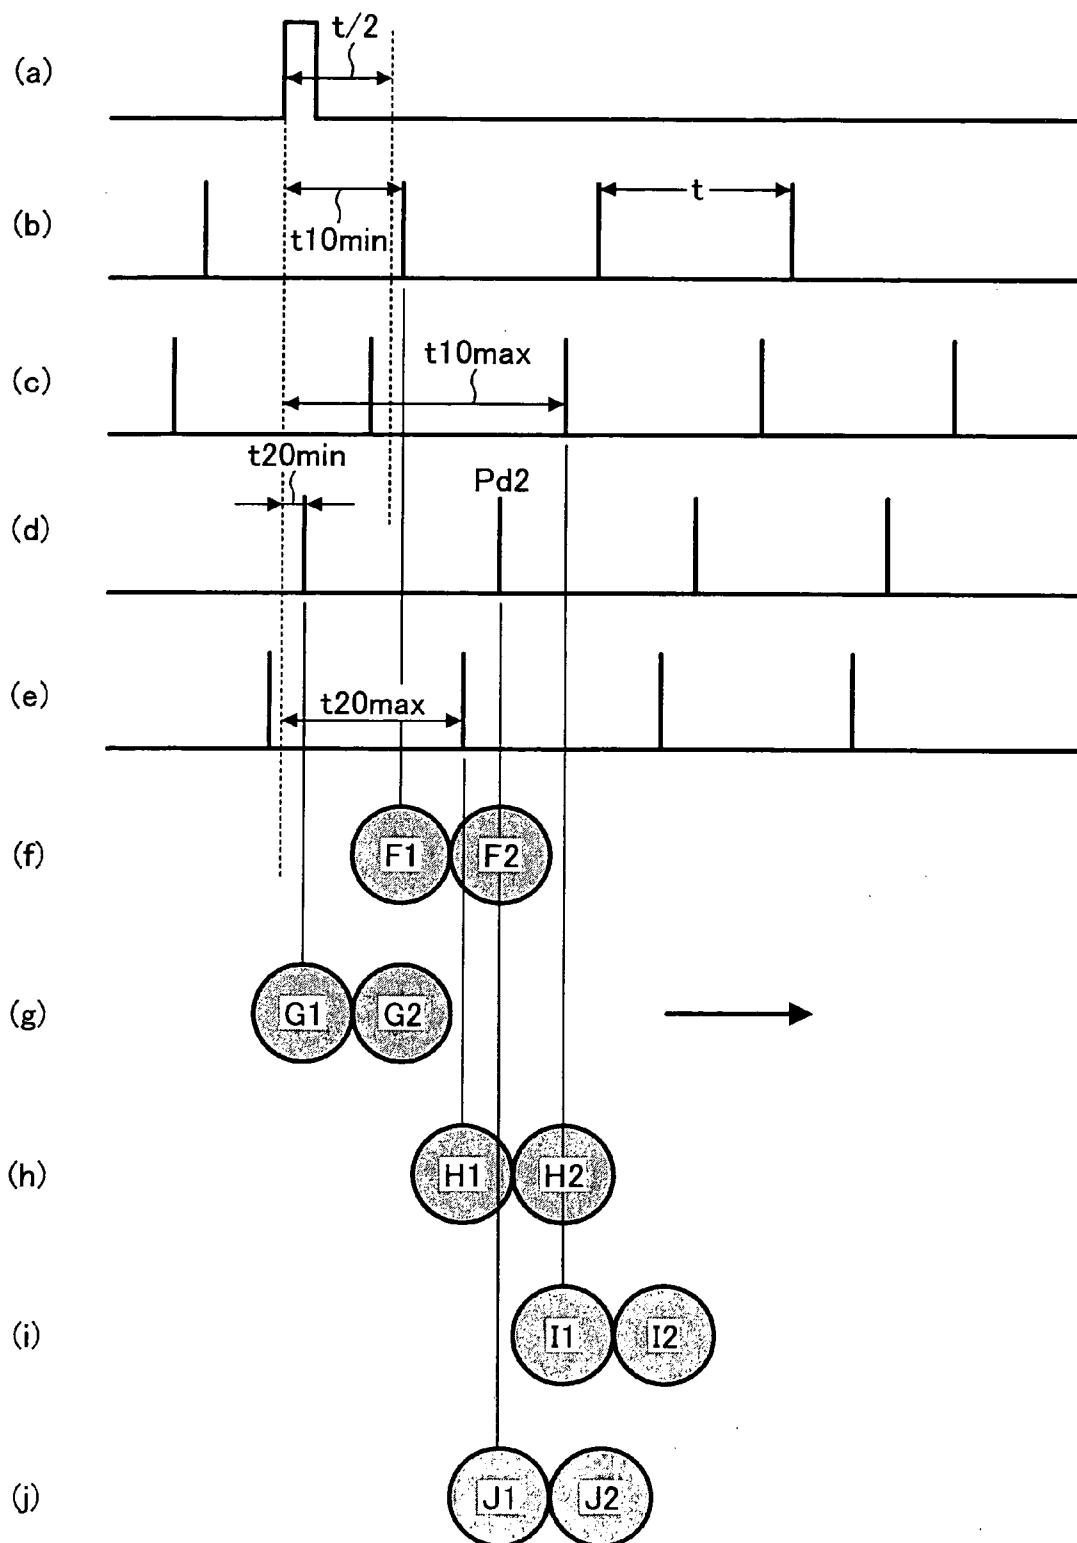 (a)
t/2
(b)
t10min
t
(c)
t10max
t20min
(d)
Pd2
(e)
t20max
(f)
F1 F2
(g)
G1 G2
(h)
H1 H2
(i)
I1 I2
(j)
J1 J2